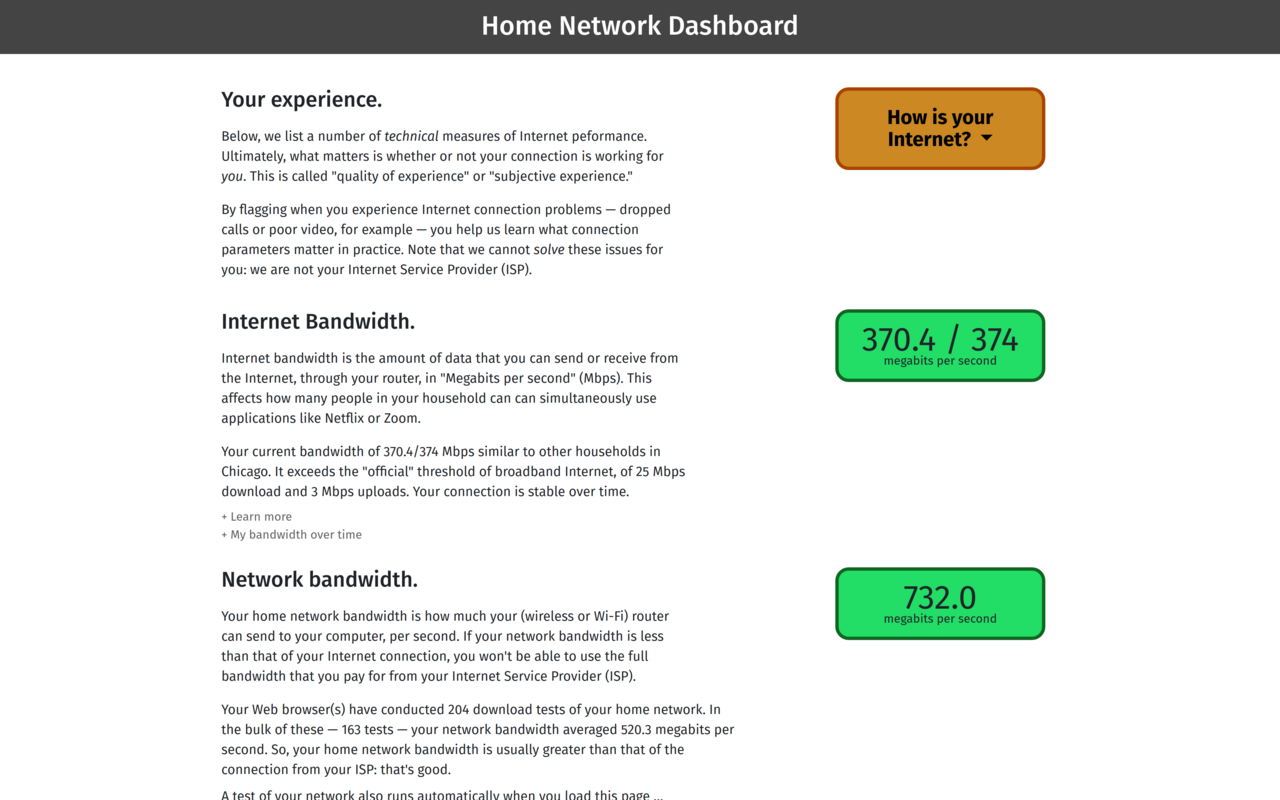 Home Network Dashboard
Your experience.
Below, we list a number of technical measures of Internet peformance.
Ultimately, what matters is whether or not your connection is working for
you. This is called "quality of experience" or "subjective experience."
By flagging when you experience Internet connection problems — dropped
calls or poor video, for example — you help us learn what connection
parameters matter in practice. Note that we cannot solve these issues for
you: we are not your Internet Service Provider (ISP).
How is your
Internet?
Internet Bandwidth.
Internet bandwidth is the amount of data that you can send or receive from
the Internet, through your router, in "Megabits per second" (Mbps). This
affects how many people in your household can can simultaneously use
applications like Netflix or Zoom.
Your current bandwidth of 370.4/374 Mbps similar to other households in
Chicago. It exceeds the "official" threshold of broadband Internet, of 25 Mbps
download and 3 Mbps uploads. Your connection is stable over time.
+ Learn more
+ My bandwidth over time
370.4 / 374
megabits per second
Network bandwidth.
Your home network bandwidth is how much your (wireless or Wi-Fi) router
can send to your computer, per second. If your network bandwidth is less
than that of your Internet connection, you won't be able to use the full
bandwidth that you pay for from your Internet Service Provider (ISP).
Your Web browser(s) have conducted 204 download tests of your home network. In
the bulk of these — 163 tests — your network bandwidth averaged 520.3 megabits per
second. So, your home network bandwidth is usually greater than that of the
connection from your ISP: that's good.
A test of your network also runs automatically when you load this page ...
732.0
megabits per second